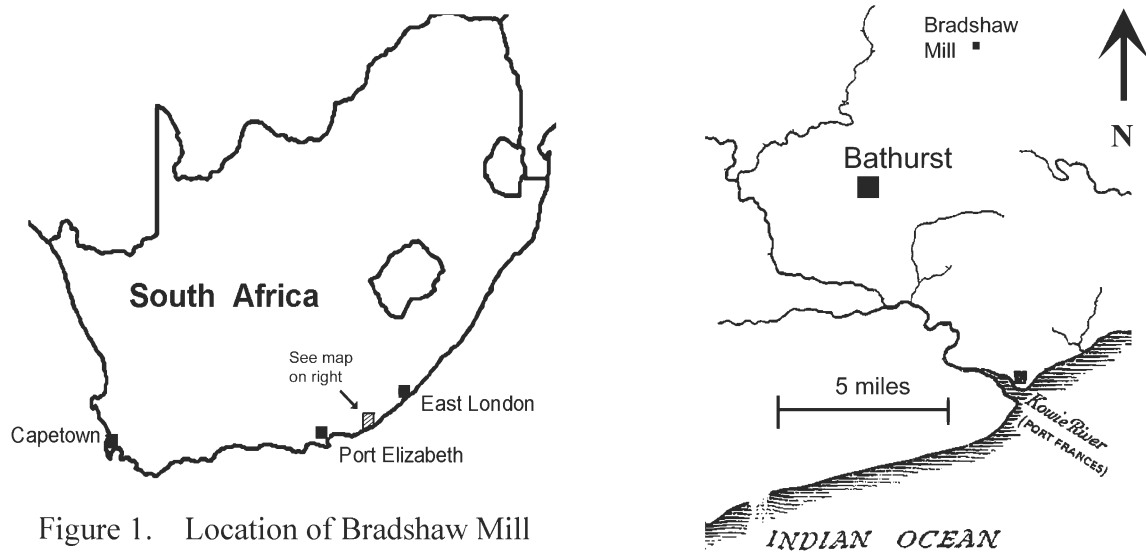 South Africa
See map
on right
East London
Capetown
Port Elizabeth
Figure 1. Location of Bradshaw Mill
Bradshaw
Mill
N
Bathurst
5 miles
Kowie River
(PORT FRANCES)
INDIAN OCEAN